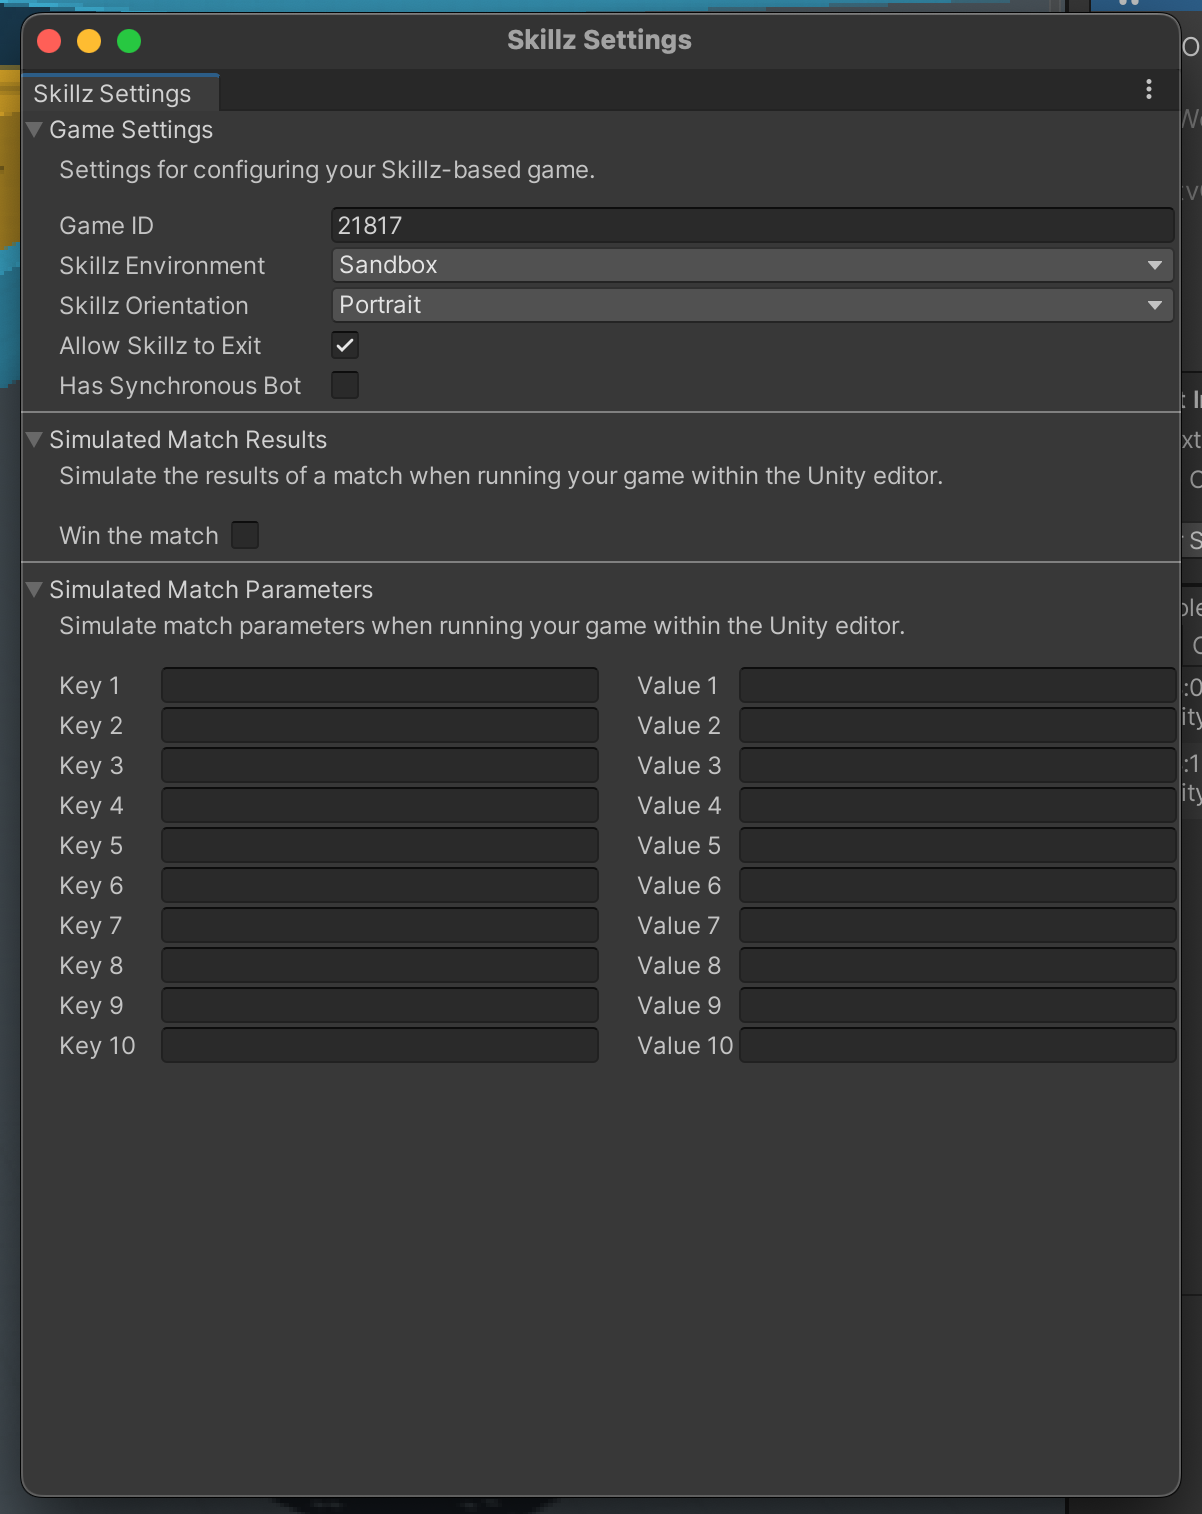 Skillz Settings
Skillz Settings
Game Settings
Settings for configuring your Skillz-based game.
Game ID 21817
Skillz Environment Sandbox
Skillz Orientation Portrait
Allow Skillz to Exit
Has Synchronous Bot
Simulated Match Results
Simulate the results of a match when running your game within the Unity editor.
Win the match
Simulated Match Parameters
Simulate match parameters when running your game within the Unity editor.
Key 1 Value 1
Key 2 Value 2
Key 3 Value 3
Key 4 Value 4
Key 5 Value 5
Key 6 Value 6
Key 7 Value 7
Key 8 Value 8
Key 9 Value 9
Key 10 Value 10